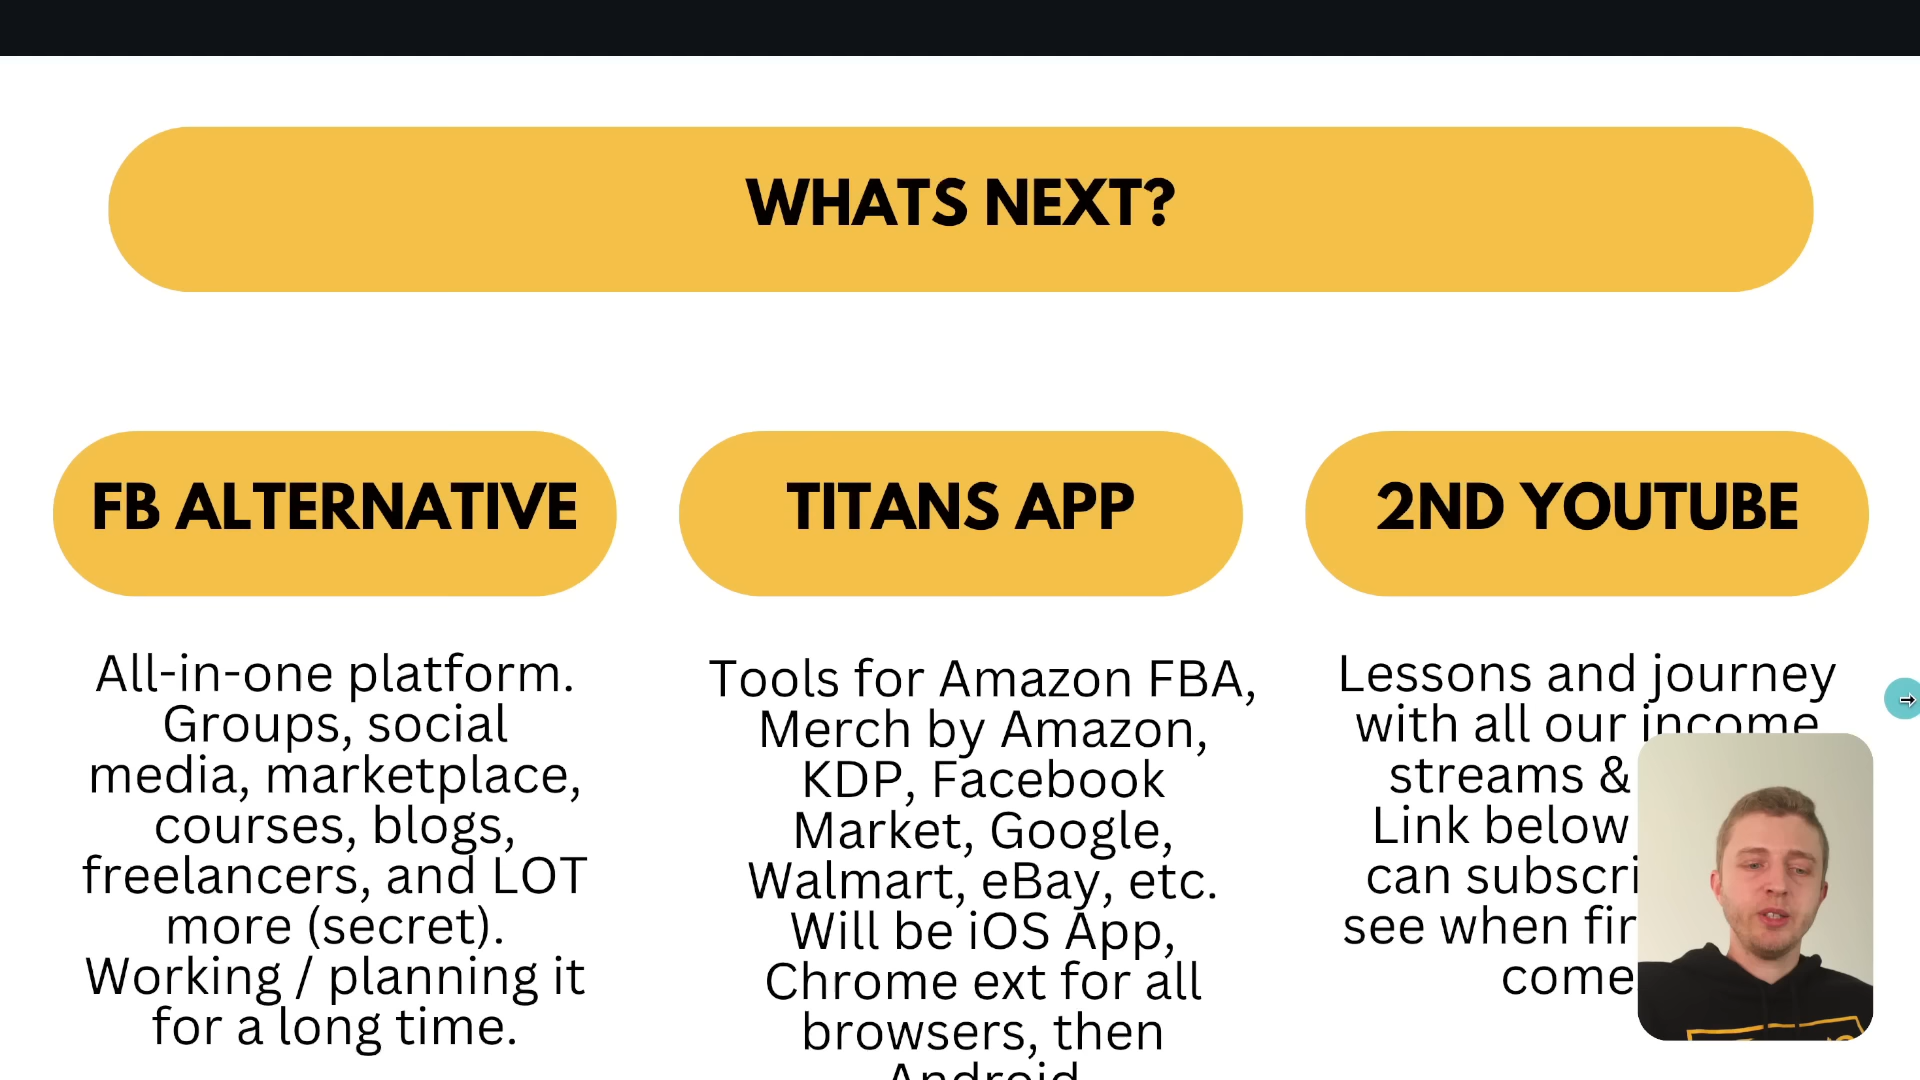 WHATS NEXT?
FB ALTERNATIVE
All-in-one platform.
Groups, social
media, marketplace,
courses, blogs,
freelancers, and LOT
more (secret).
Working / planning it
for a long time.
TITANS APP
Tools for Amazon FBA,
Merch by Amazon,
KDP, Facebook
Market, Google,
Walmart, eBay, etc.
Will be iOS App,
Chrome ext for all
browsers, then
Android
2ND YOUTUBE
Lessons and journey
with all our income
streams &
Link below
can
see when